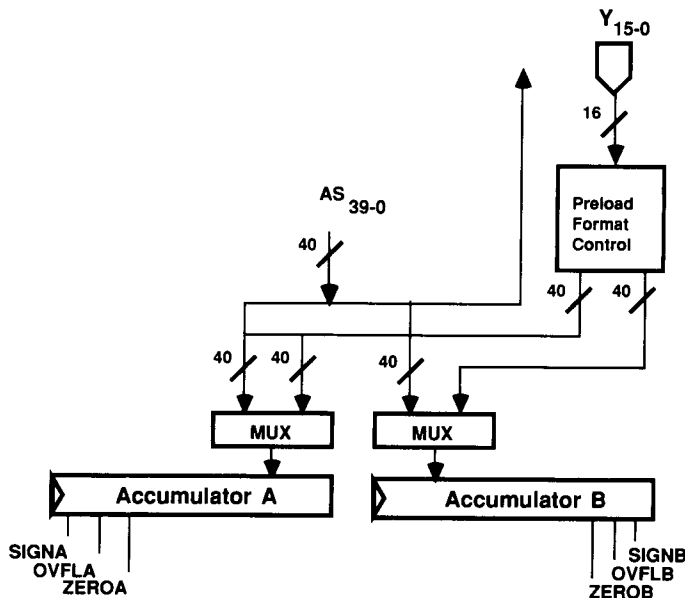 Y15-0
16
Preload
Format
Control
AS39-0
40
40
40
40
40
40
MUX
MUX
Accumulator A
Accumulator B
SIGNA
OVFLA
ZEROA
SIGNB
OVFLB
ZEROB